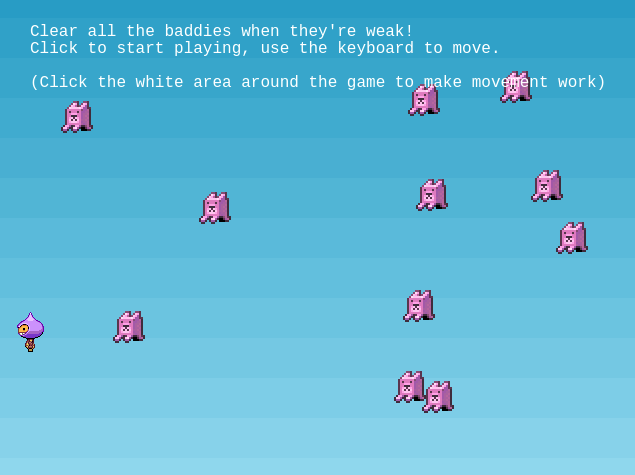 Clear all the baddies when they're weak!
Click to start playing, use the keyboard to move.
(Click the white area around the game to make movement work)